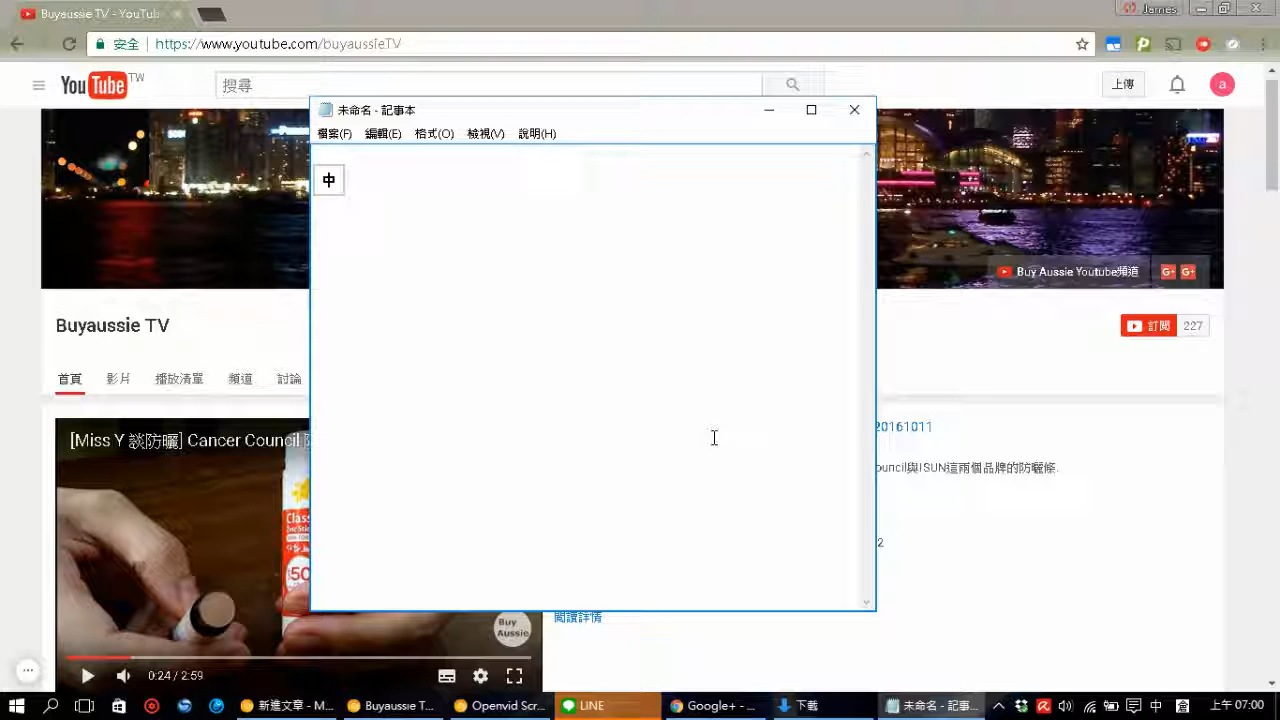 Buyaussie TV - YouTub
James
安全
https://www.youtube.com/buyaussieTV
YouTube TW
搜尋
上傳
a
未命名 - 記事本
檔案(F) 編輯(E) 格式(O) 檢視(V) 說明(H)
中
Buy Aussie Youtube頻道
G+ G+
Buyaussie TV
訂閱 227
首頁 影片 播放清單 頻道 討論
[Miss Y 談防曬] Cancer Council
20161011
ouncil與ISUN這兩個品牌的防曬條.
Class
50
2
閱讀詳情
Buy
Aussie
0:24 / 2:59
新建文章 - M...
Buyaussie T...
Openvid Scr...
LINE
Google+ - ...
下載
未命名 - 記事...
中
上午 07:00